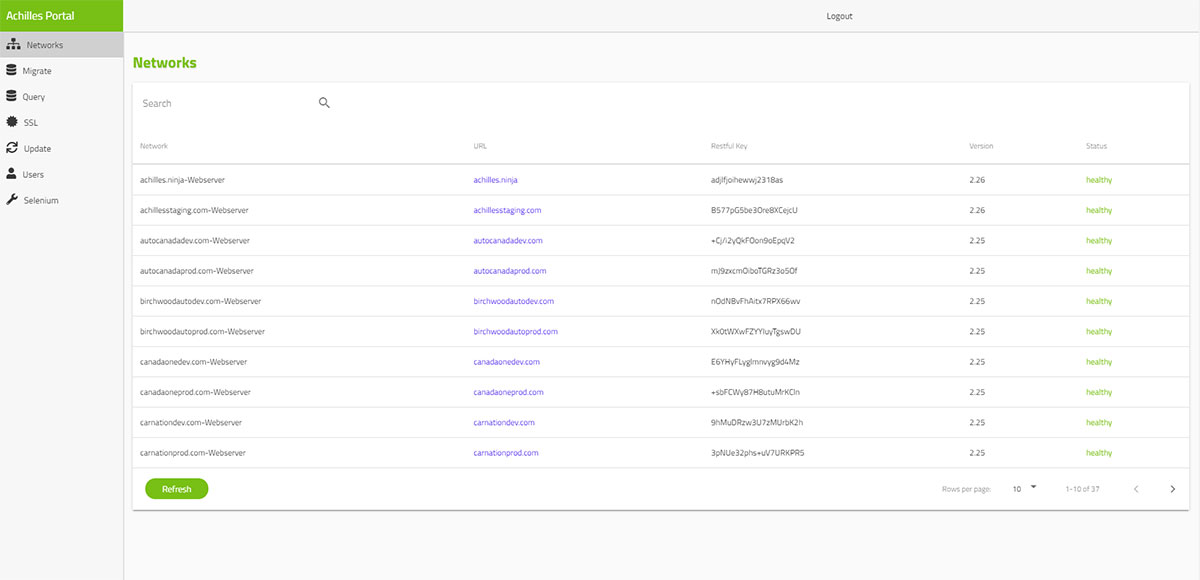 Achilles Portal
Logout
Networks
Migrate
Query
SSL
Update
Users
Selenium
Networks
Search
Network URL Restful Key Version Status
achilles.ninja-Webserver achilles.ninja adjlfjoihewwj2318as 2.26 healthy
achillesstaging.com-Webserver achillesstaging.com B577pG5be3Ore8XCejcU 2.26 healthy
autocanadadev.com-Webserver autocanadadev.com +Cj/i2yQkFOon9oEpqV2 2.25 healthy
autocanadaprod.com-Webserver autocanadaprod.com mJ9zxcmOiboTGRz3o5Of 2.25 healthy
birchwoodautodev.com-Webserver birchwoodautodev.com nOdNBvFhAitx7RPX66wv 2.25 healthy
birchwoodautoprod.com-Webserver birchwoodautoprod.com XkOtWXwFZYYIuyTgswDU 2.25 healthy
canadaonedev.com-Webserver canadaonedev.com E6YHyFLyglmnvyg9d4Mz 2.25 healthy
canadaoneprod.com-Webserver canadaoneprod.com +sbFCWy87H8utuMrKCln 2.25 healthy
carnationdev.com-Webserver carnationdev.com 9hMuDRzw3U7zMUrbK2h 2.25 healthy
carnationprod.com-Webserver carnationprod.com 3pNUe32phs+uV7URKPR5 2.25 healthy
Refresh
Rows per page: 10 1-10 of 37